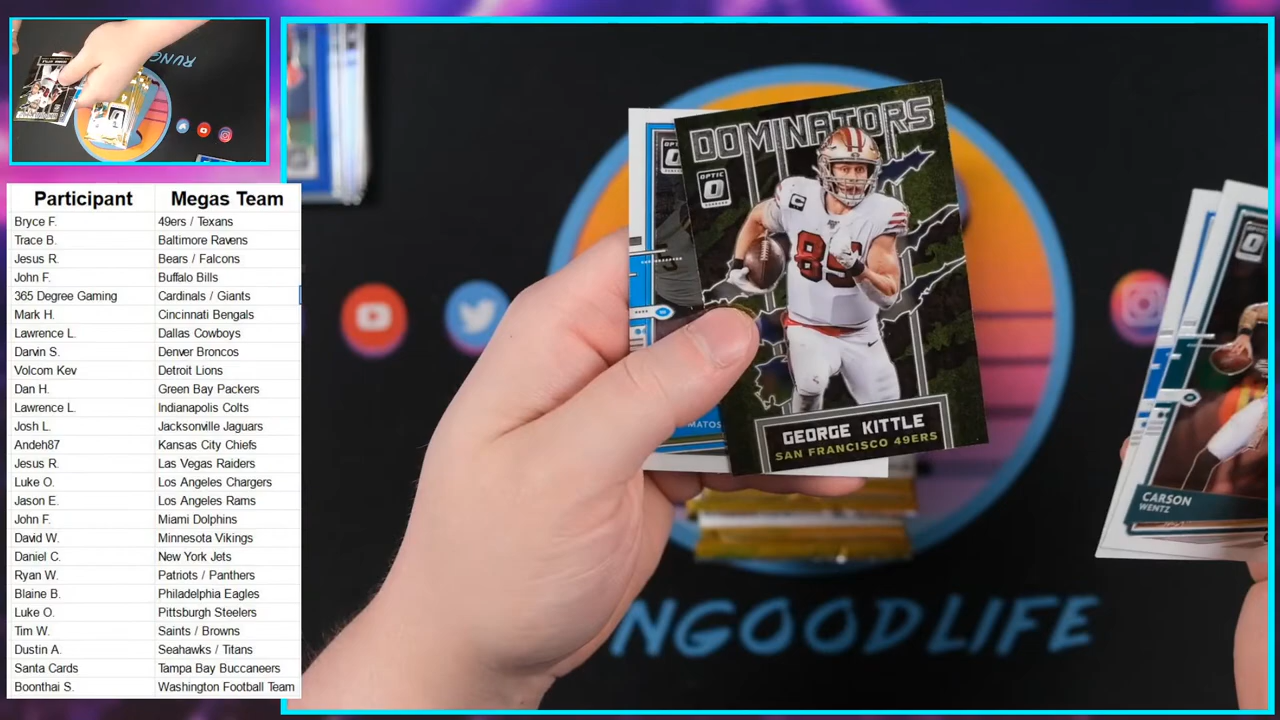 Participant Megas Team
Bryce F. 49ers / Texans
Trace B. Baltimore Ravens
Jesus R. Bears / Falcons
John F. Buffalo Bills
365 Degree Gaming Cardinals / Giants
Mark H. Cincinnati Bengals
Lawrence L. Dallas Cowboys
Darvin S. Denver Broncos
Volcom Kev Detroit Lions
Dan H. Green Bay Packers
Lawrence L. Indianapolis Colts
Josh L. Jacksonville Jaguars
Andeh87 Kansas City Chiefs
Jesus R. Las Vegas Raiders
Luke O. Los Angeles Chargers
Jason E. Los Angeles Rams
John F. Miami Dolphins
David W. Minnesota Vikings
Daniel C. New York Jets
Ryan W. Patriots / Panthers
Blaine B. Philadelphia Eagles
Luke O. Pittsburgh Steelers
Tim W. Saints / Browns
Dustin A. Seahawks / Titans
Santa Cards Tampa Bay Buccaneers
Boonthai S. Washington Football Team
DOMINATORS
OPTIC
85
GEORGE KITTLE
SAN FRANCISCO 49ERS
MATOS
CARSON
WENTZ
NGOOD LIFE